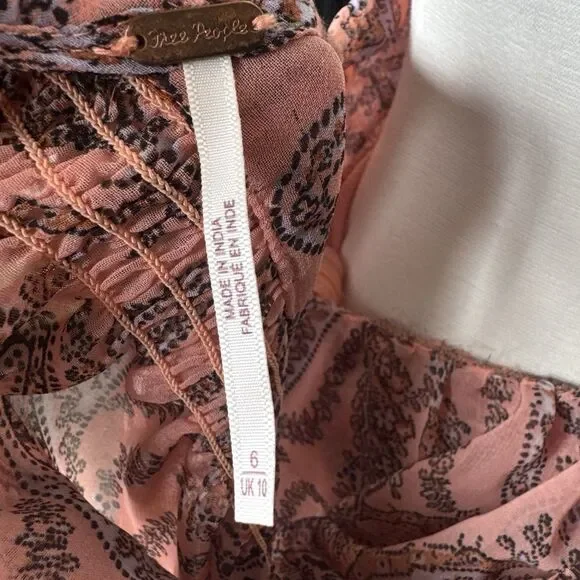 Free People
MADE IN INDIA
FABRIQUÉ EN INDE
6
UK 10